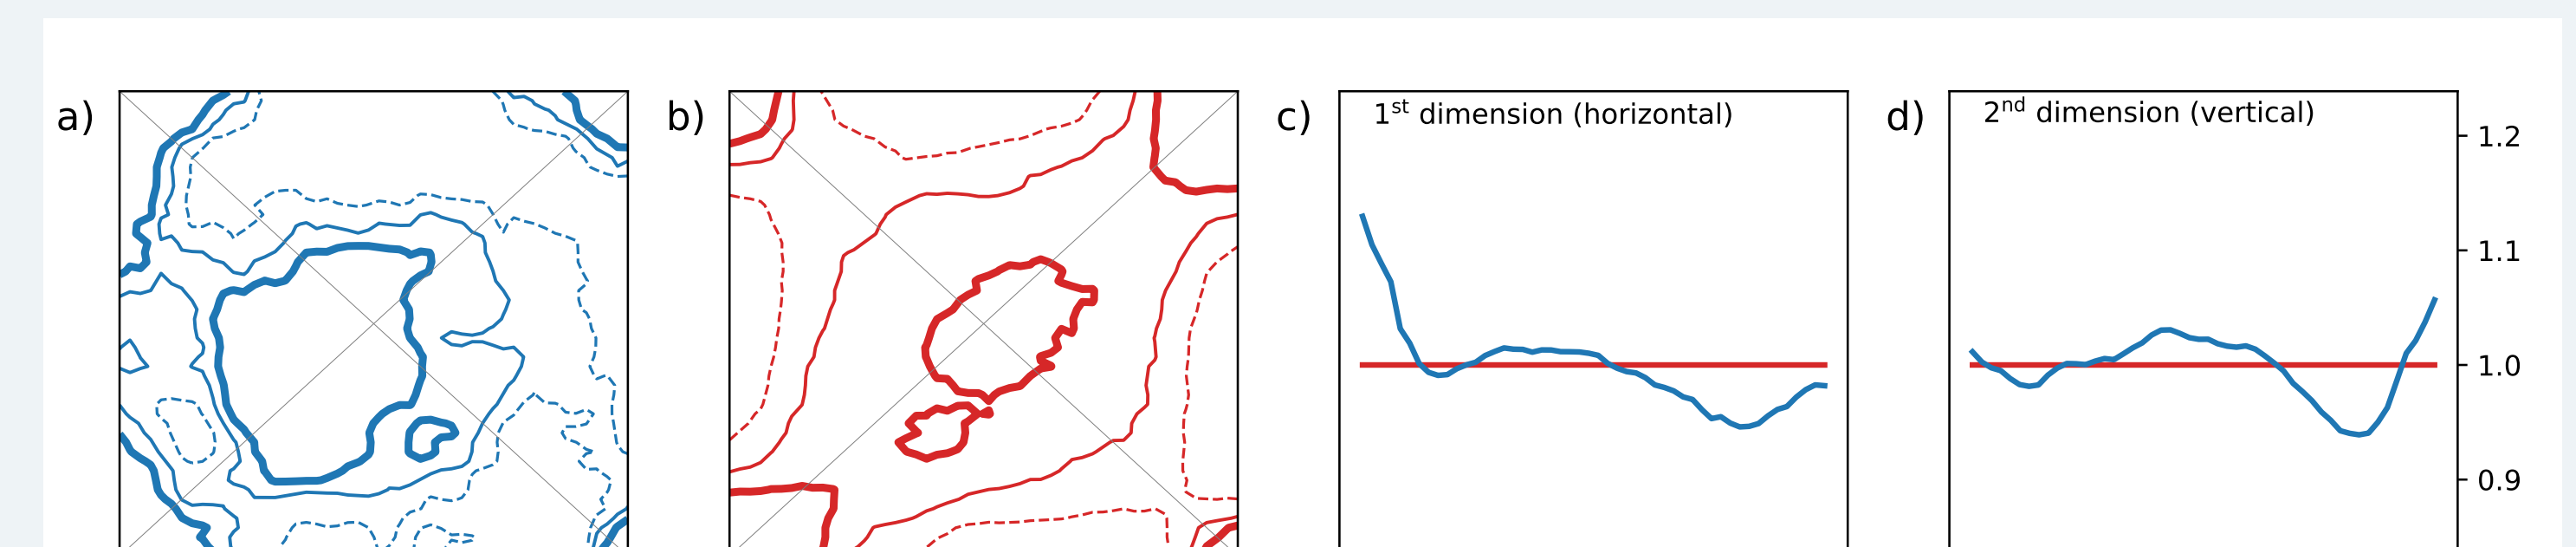 a)
b)
c)
1st dimension (horizontal)
d)
2nd dimension (vertical)
1.2
1.1
1.0
0.9